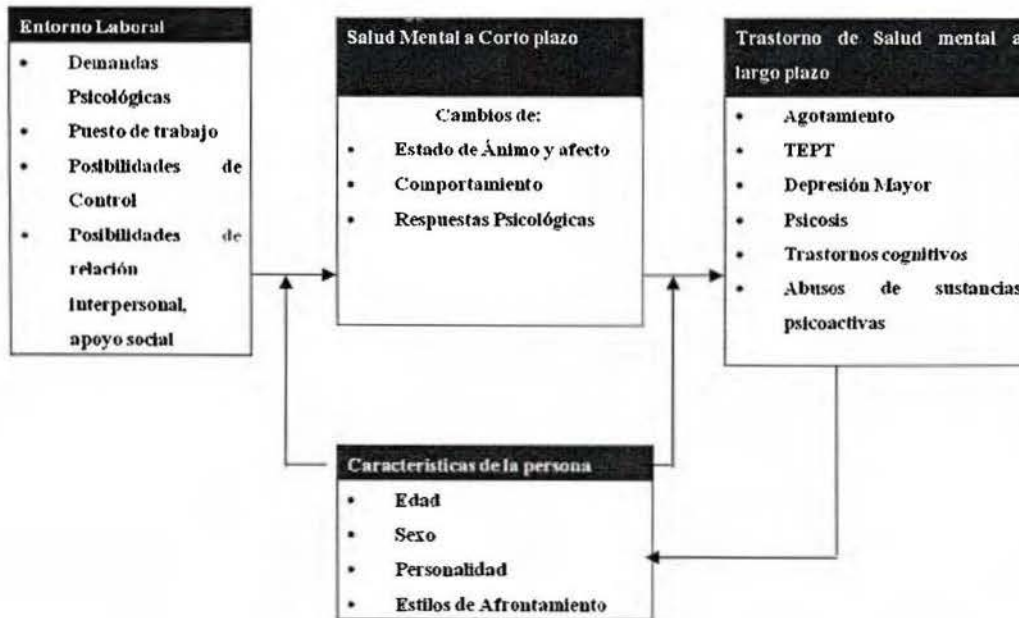 Entorno Laboral
• Demandas
Psicológicas
• Puesto de trabajo
• Posibilidades de
Control
• Posibilidades de
relación
interpersonal,
apoyo social
Salud Mental a Corto plazo
Cambios de:
• Estado de Ánimo y afecto
• Comportamiento
• Respuestas Psicológicas
Trastorno de Salud mental a
largo plazo
• Agotamiento
• TEPT
• Depresión Mayor
• Psicosis
• Trastornos cognitivos
• Abusos de sustancias
psicoactivas
Características de la persona
• Edad
• Sexo
• Personalidad
• Estilos de Afrontamiento